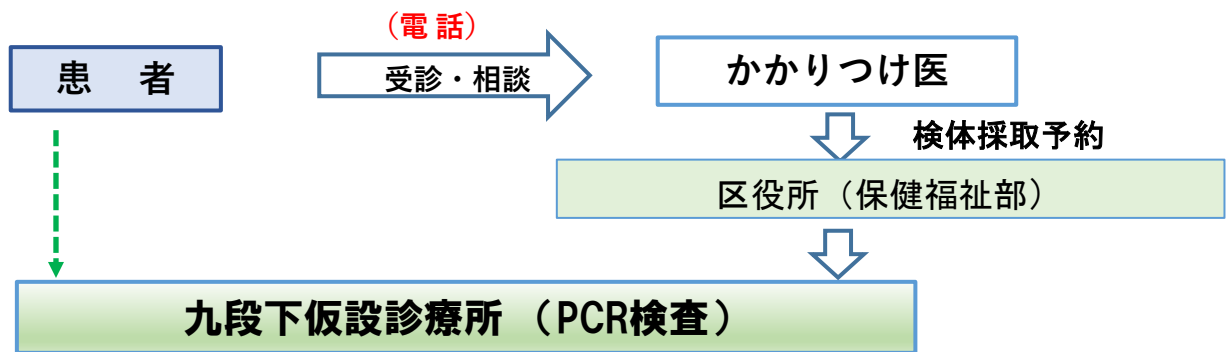 （電 話）
患　者
受診・相談
かかりつけ医
検体採取予約
区役所（保健福祉部）
九段下仮設診療所（PCR検査）